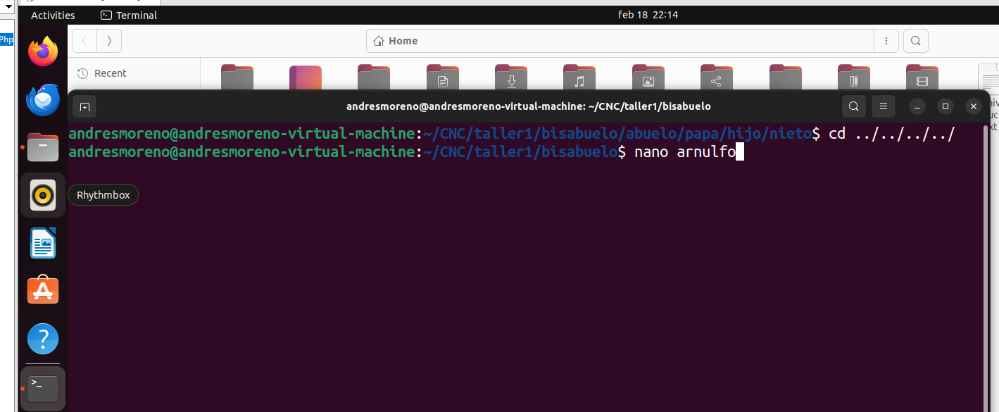 Activities
Terminal
feb 18 22:14
Php
Home
Recent
andresmoreno@andresmoreno-virtual-machine: ~/CNC/taller1/bisabuelo
andresmoreno@andresmoreno-virtual-machine:~/CNC/taller1/bisabuelo/abuelo/papa/hijo/nieto$ cd ../../../../
andresmoreno@andresmoreno-virtual-machine:~/CNC/taller1/bisabuelo$ nano arnulfo
Rhythmbox